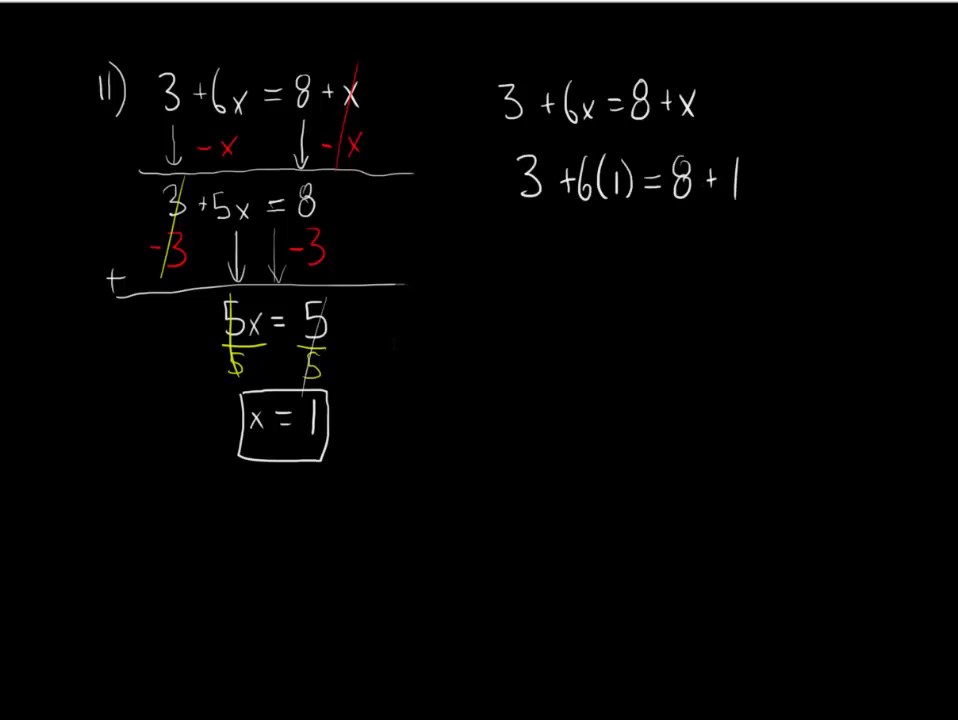 11) 3 + 6x = 8 + x
- x - x
3 + 5x = 8
- 3 - 3
+
5x = 5
5 5
x = 1
3 + 6x = 8 + x
3 + 6(1) = 8 + 1